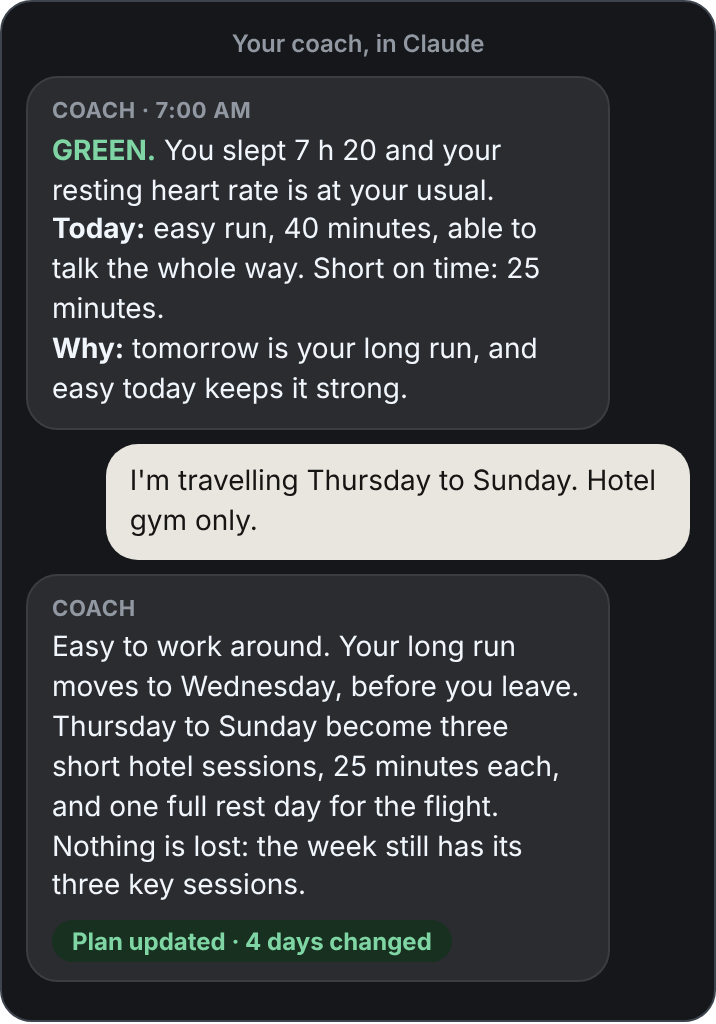 Your coach, in Claude
COACH · 7:00 AM
GREEN. You slept 7 h 20 and your
resting heart rate is at your usual.
Today: easy run, 40 minutes, able to
talk the whole way. Short on time: 25
minutes.
Why: tomorrow is your long run, and
easy today keeps it strong.
I'm travelling Thursday to Sunday. Hotel
gym only.
COACH
Easy to work around. Your long run
moves to Wednesday, before you leave.
Thursday to Sunday become three
short hotel sessions, 25 minutes each,
and one full rest day for the flight.
Nothing is lost: the week still has its
three key sessions.
Plan updated · 4 days changed